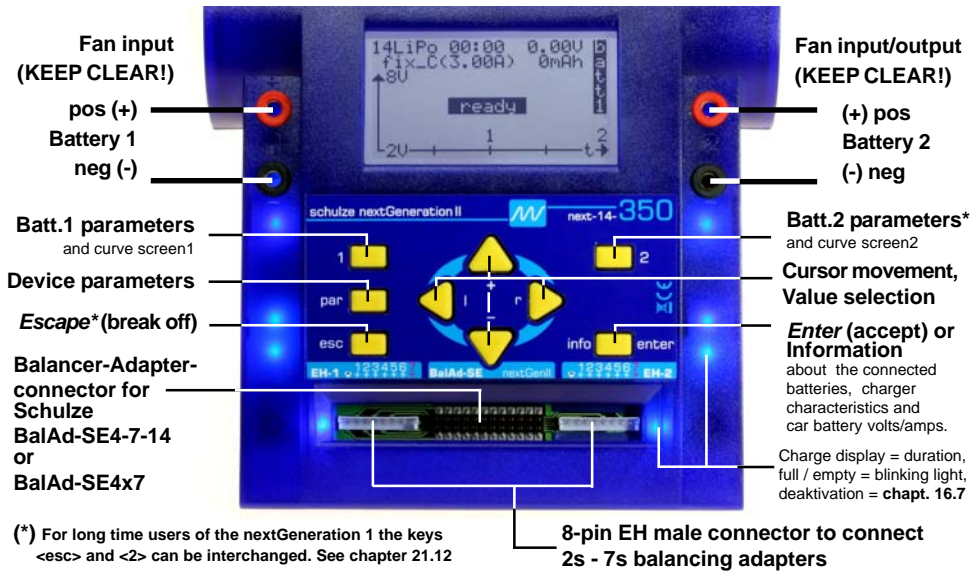 Fan input
(KEEP CLEAR!)
pos (+)
Battery 1
neg (-)
Batt.1 parameters
and curve screen1
Device parameters
Escape* (break off)
Balancer-Adapter-
connector for
Schulze
BalAd-SE4-7-14
or
BalAd-SE4x7
(*) For long time users of the nextGeneration 1 the keys
<esc> and <2> can be interchanged. See chapter 21.12
14LiPo 00:00 0.00V
fix_C(3.00A) 0mAh
batt1
8V
ready
1 2
2V t
schulze nextGeneration II
next-14-350
1
2
+
par
l
r
-
esc
info
enter
EH-1
123456
BalAd-SE
nextGenII
123456
EH-2
Fan input/output
(KEEP CLEAR!)
(+) pos
Battery 2
(-) neg
Batt.2 parameters*
and curve screen2
Cursor movement,
Value selection
Enter (accept) or
Information
about the connected
batteries, charger
characteristics and
car battery volts/amps.
Charge display = duration,
full / empty = blinking light,
deaktivation = chapt. 16.7
8-pin EH male connector to connect
2s - 7s balancing adapters